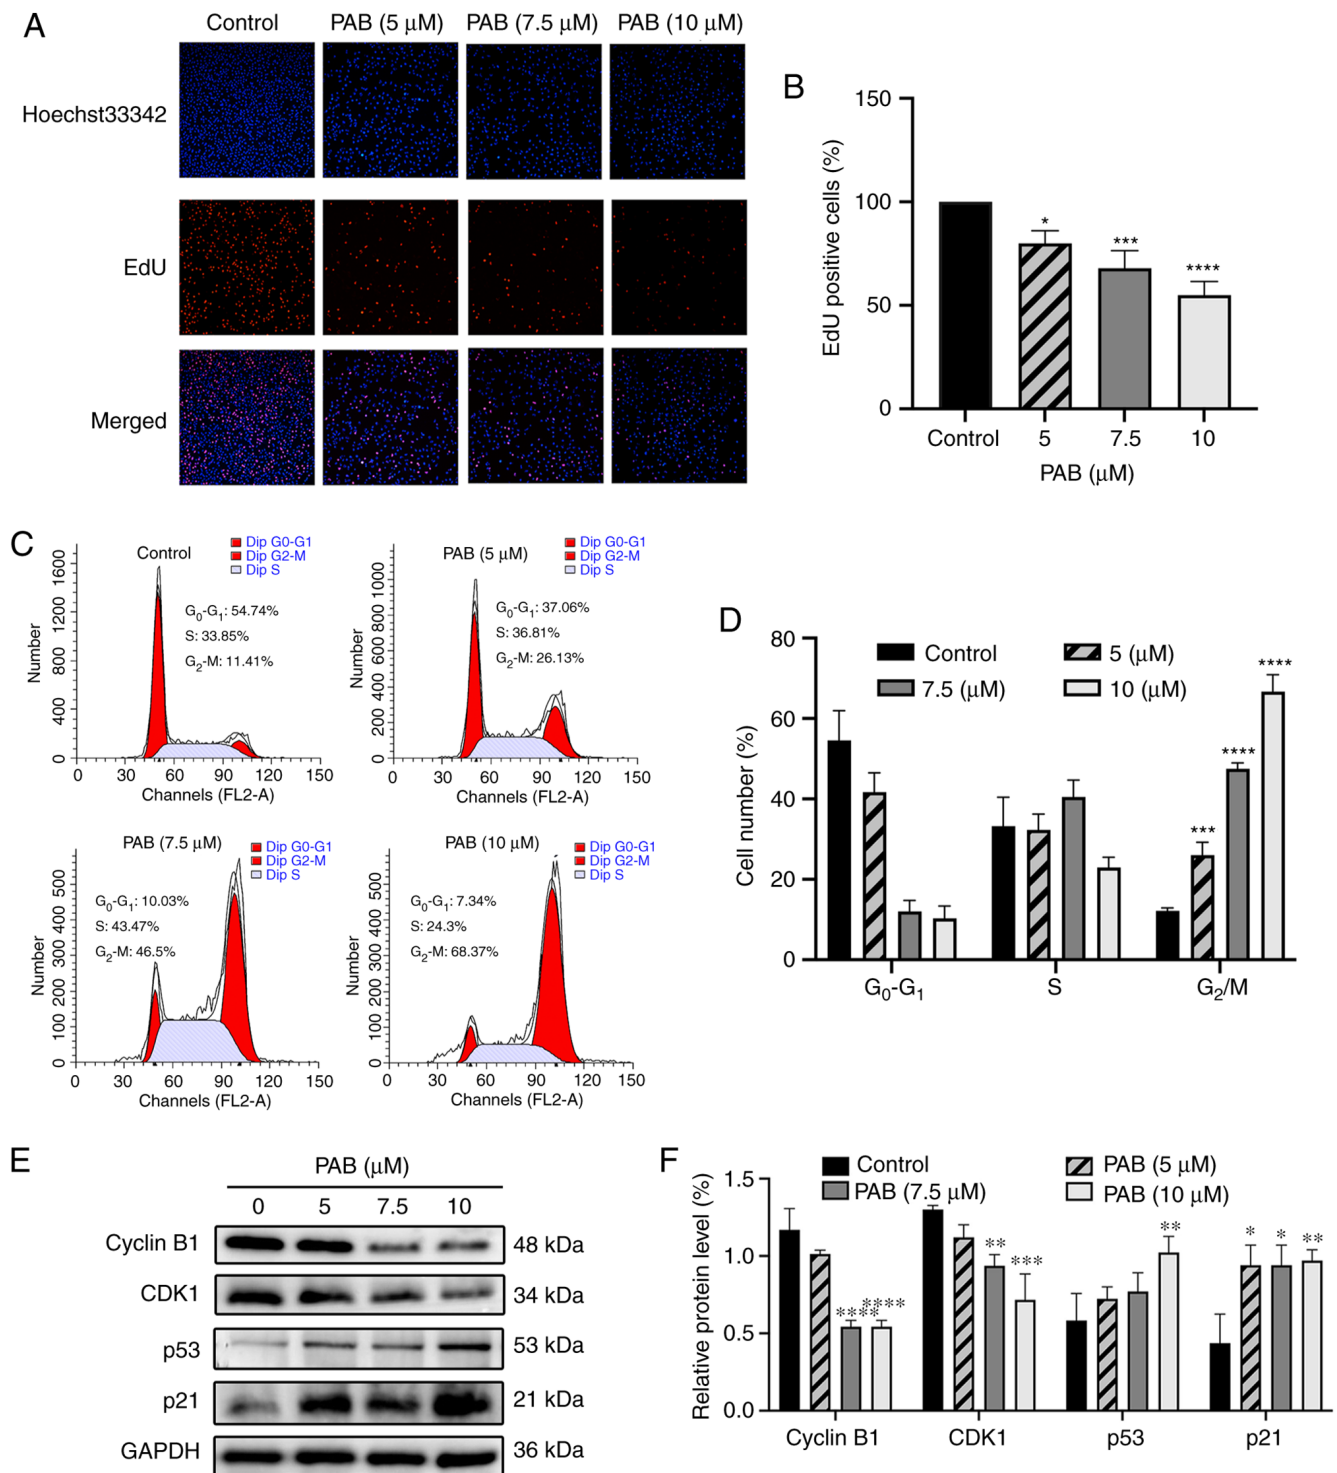 A
Control
PAB (5 μM)
PAB (7.5 μM)
PAB (10 μM)
Hoechst33342
EdU
Merged
B
EdU positive cells (%)
150
100
50
0
*
***
****
Control
5
7.5
10
PAB (μM)
C
Control
Dip G0-G1
Dip G2-M
Dip S
G0-G1: 54.74%
S: 33.85%
G2-M: 11.41%
Number
1600
1200
800
400
0
0 30 60 90 120 150
Channels (FL2-A)
PAB (5 μM)
Dip G0-G1
Dip G2-M
Dip S
G0-G1: 37.06%
S: 36.81%
G2-M: 26.13%
Number
1000
800
600
400
200
0
0 30 60 90 120 150
Channels (FL2-A)
PAB (7.5 μM)
Dip G0-G1
Dip G2-M
Dip S
G0-G1: 10.03%
S: 43.47%
G2-M: 46.5%
Number
500
400
300
200
100
0
0 30 60 90 120 150
Channels (FL2-A)
PAB (10 μM)
Dip G0-G1
Dip G2-M
Dip S
G0-G1: 7.34%
S: 24.3%
G2-M: 68.37%
Number
500
400
300
200
100
0
0 30 60 90 120 150
Channels (FL2-A)
D
Cell number (%)
80
60
40
20
0
Control
5 (μM)
7.5 (μM)
10 (μM)
***
****
****
G0-G1
S
G2/M
E
PAB (μM)
0 5 7.5 10
Cyclin B1 48 kDa
CDK1 34 kDa
p53 53 kDa
p21 21 kDa
GAPDH 36 kDa
F
Relative protein level (%)
1.5
1.0
0.5
0.0
Control
PAB (5 μM)
PAB (7.5 μM)
PAB (10 μM)
****
****
**
***
**
*
*
**
Cyclin B1
CDK1
p53
p21